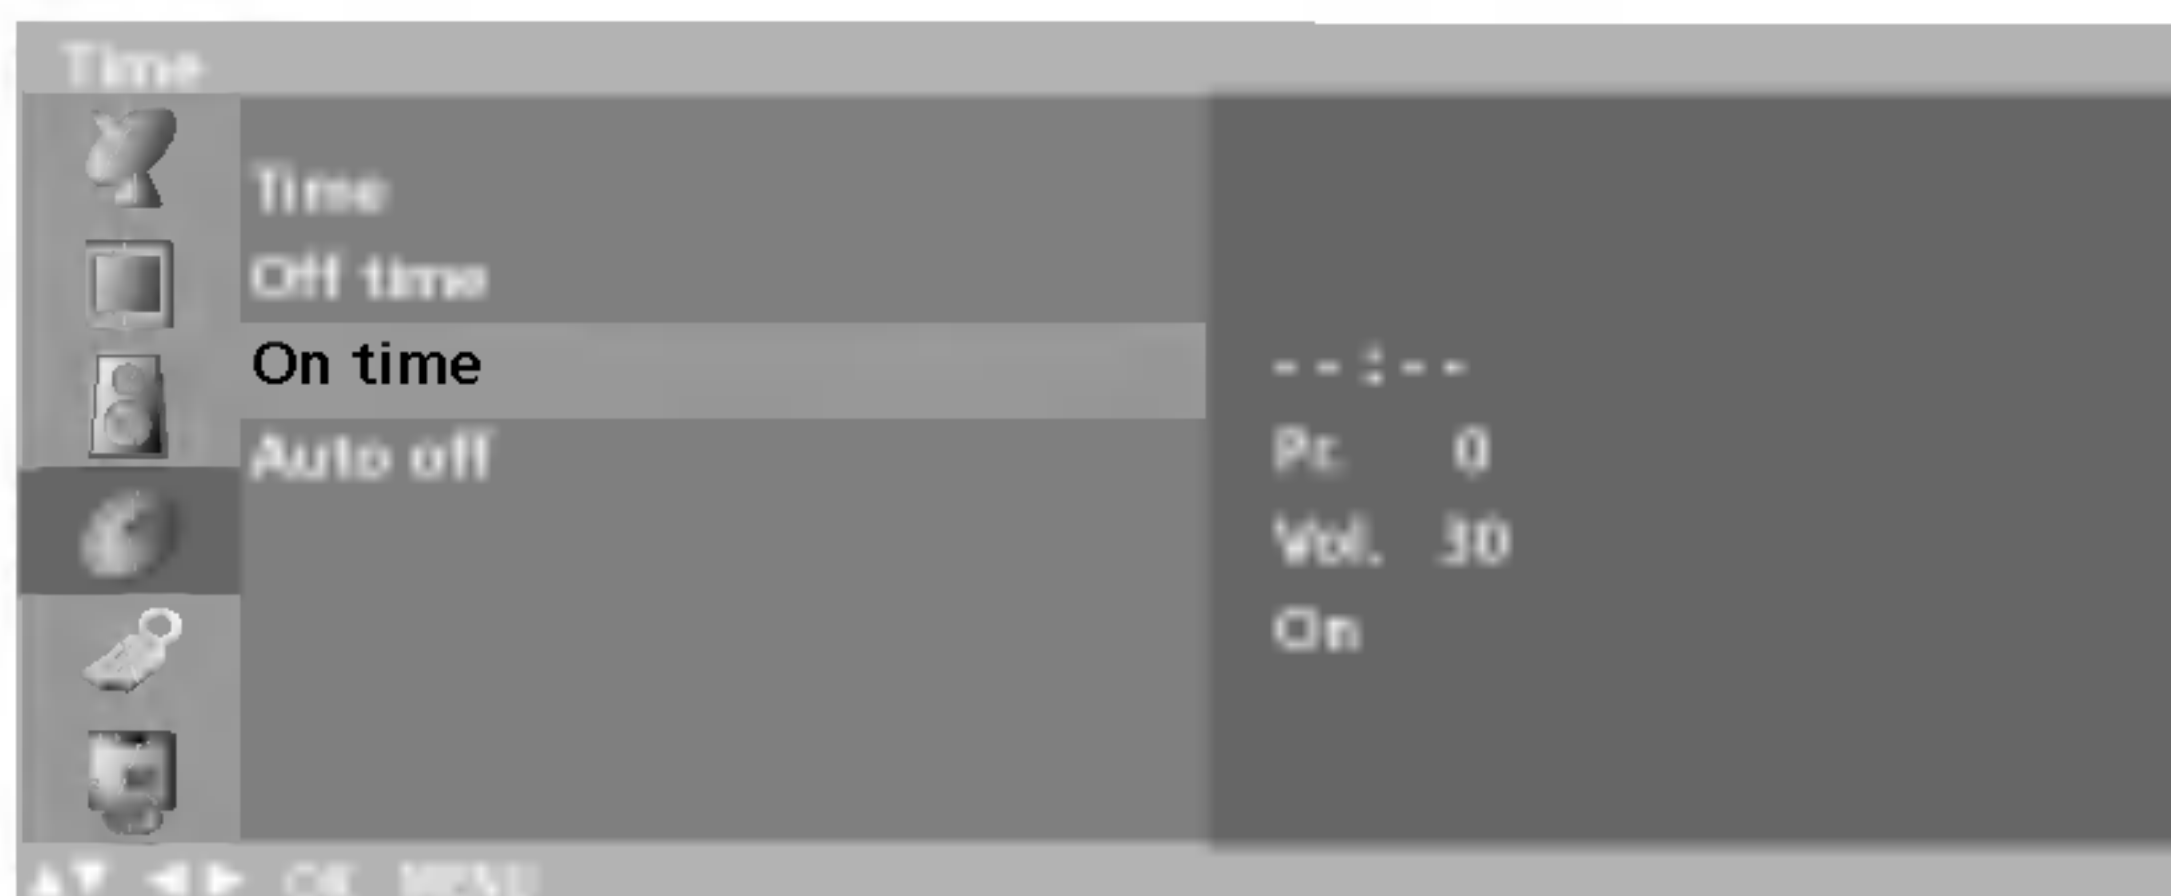 Time
Time
Off time
On time
--:--
Auto off
Pr. 0
Vol. 30
On
▲▼ ◀▶ OK MENU